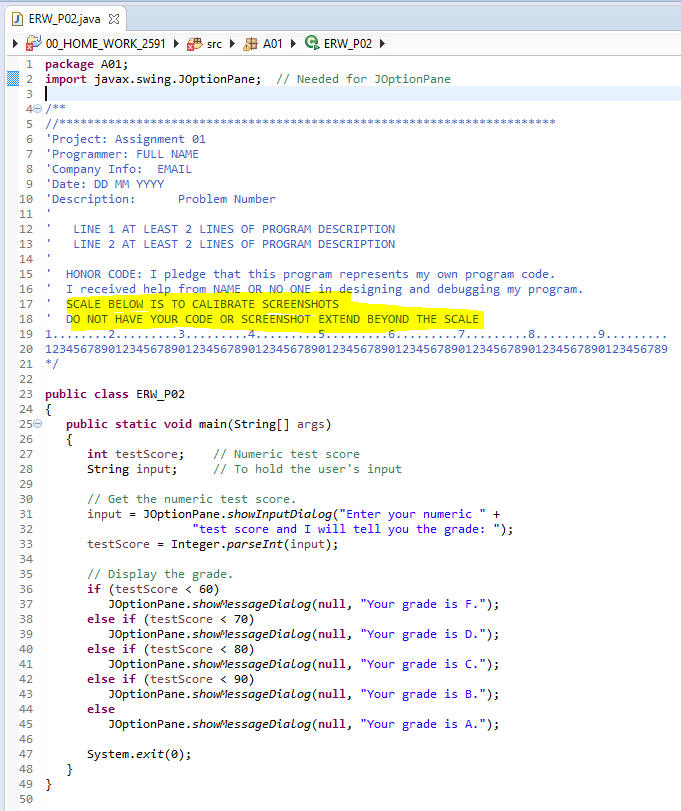 ERW_P02.java
00_HOME_WORK_2591 src A01 ERW_P02
1 package A01;
2 import javax.swing.JOptionPane;  // Needed for JOptionPane
3
4 /**
5 //***********************************************************************
6 'Project: Assignment 01
7 'Programmer: FULL NAME
8 'Company Info:  EMAIL
9 'Date: DD MM YYYY
10 'Description:      Problem Number
11 '
12 '   LINE 1 AT LEAST 2 LINES OF PROGRAM DESCRIPTION
13 '   LINE 2 AT LEAST 2 LINES OF PROGRAM DESCRIPTION
14 '
15 '  HONOR CODE: I pledge that this program represents my own program code.
16 '  I received help from NAME OR NO ONE in designing and debugging my program.
17 '  SCALE BELOW IS TO CALIBRATE SCREENSHOTS
18 '  DO NOT HAVE YOUR CODE OR SCREENSHOT EXTEND BEYOND THE SCALE
19 1........2.........3.........4.........5.........6.........7.........8.........9.........
20 12345678901234567890123456789012345678901234567890123456789012345678901234567890123456789
21 */
22
23 public class ERW_P02
24 {
25    public static void main(String[] args)
26    {
27       int testScore;    // Numeric test score
28       String input;     // To hold the user's input
29
30       // Get the numeric test score.
31       input = JOptionPane.showInputDialog("Enter your numeric " +
32                      "test score and I will tell you the grade: ");
33       testScore = Integer.parseInt(input);
34
35       // Display the grade.
36       if (testScore < 60)
37          JOptionPane.showMessageDialog(null, "Your grade is F.");
38       else if (testScore < 70)
39          JOptionPane.showMessageDialog(null, "Your grade is D.");
40       else if (testScore < 80)
41          JOptionPane.showMessageDialog(null, "Your grade is C.");
42       else if (testScore < 90)
43          JOptionPane.showMessageDialog(null, "Your grade is B.");
44       else
45          JOptionPane.showMessageDialog(null, "Your grade is A.");
46
47       System.exit(0);
48    }
49 }
50